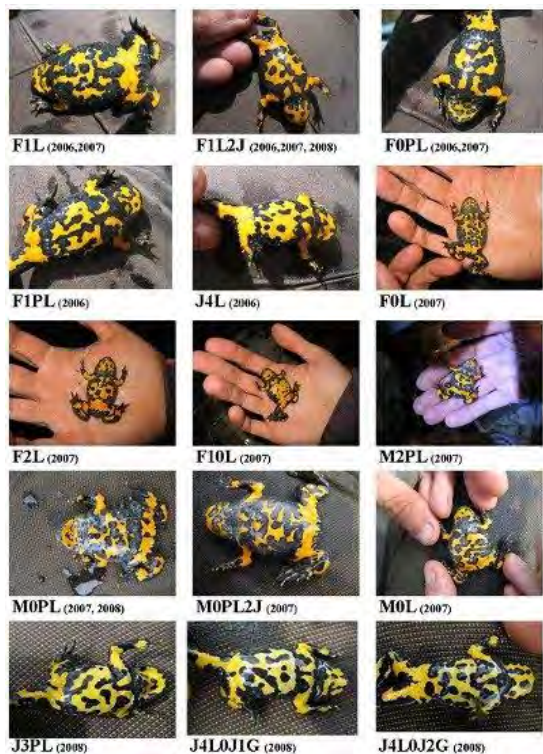 F1L (2006,2007)
F1L2J (2006,2007, 2008)
F0PL (2006,2007)
F1PL (2006)
J4L (2006)
F0L (2007)
F2L (2007)
F10L (2007)
M2PL (2007)
M0PL (2007, 2008)
M0PL2J (2007)
M0L (2007)
J3PL (2008)
J4L0J1G (2008)
J4L0J2G (2008)